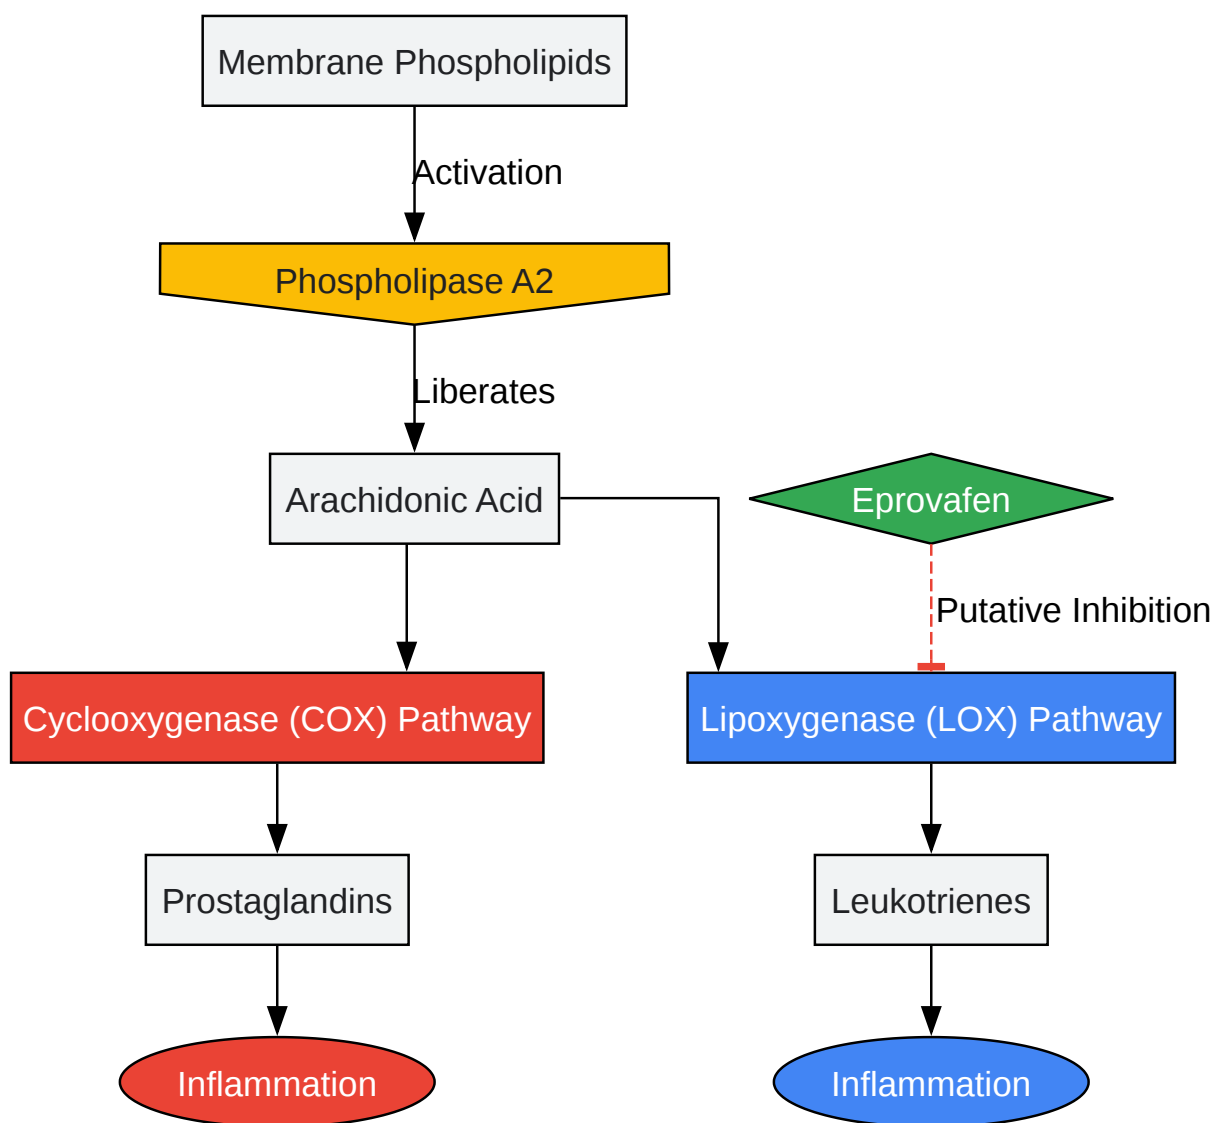 Membrane Phospholipids
Activation
Phospholipase A2
Liberates
Arachidonic Acid
Eprovafen
Putative Inhibition
Cyclooxygenase (COX) Pathway
Lipoxygenase (LOX) Pathway
Prostaglandins
Leukotrienes
Inflammation
Inflammation